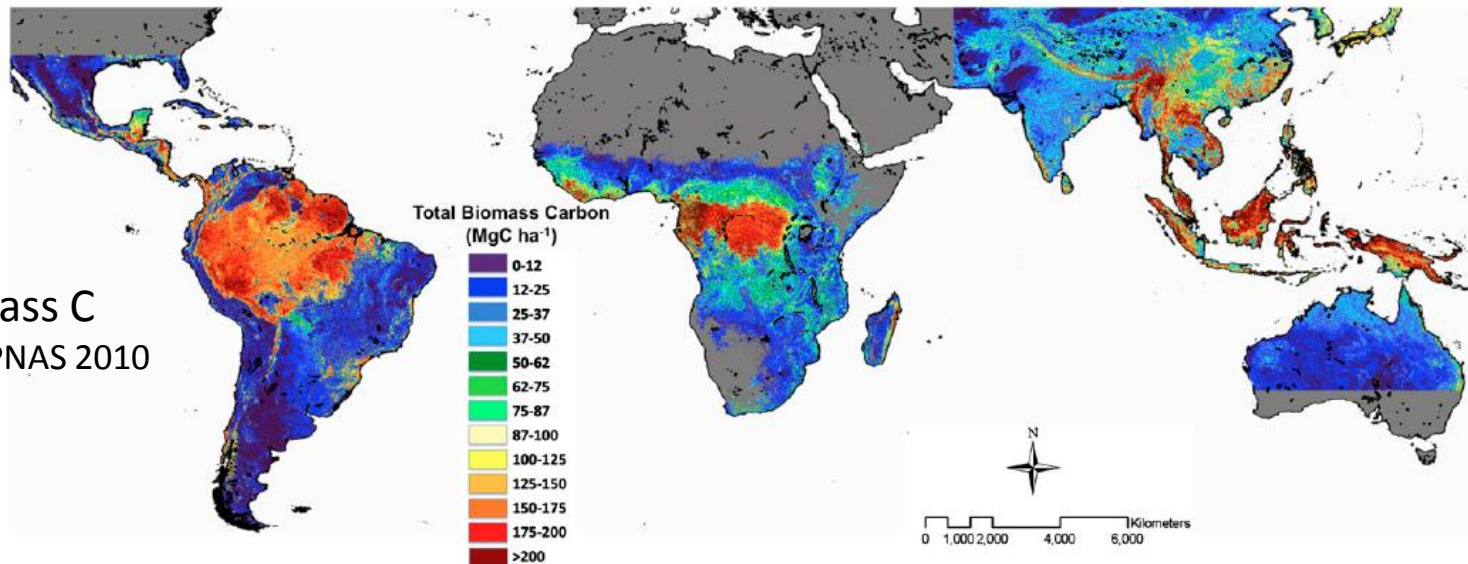 ass C
PNAS 2010
Total Biomass Carbon
(MgC ha⁻¹)
0-12
12-25
25-37
37-50
50-62
62-75
75-87
87-100
100-125
125-150
150-175
175-200
>200
N
Kilometers
0 1,000 2,000 4,000 6,000